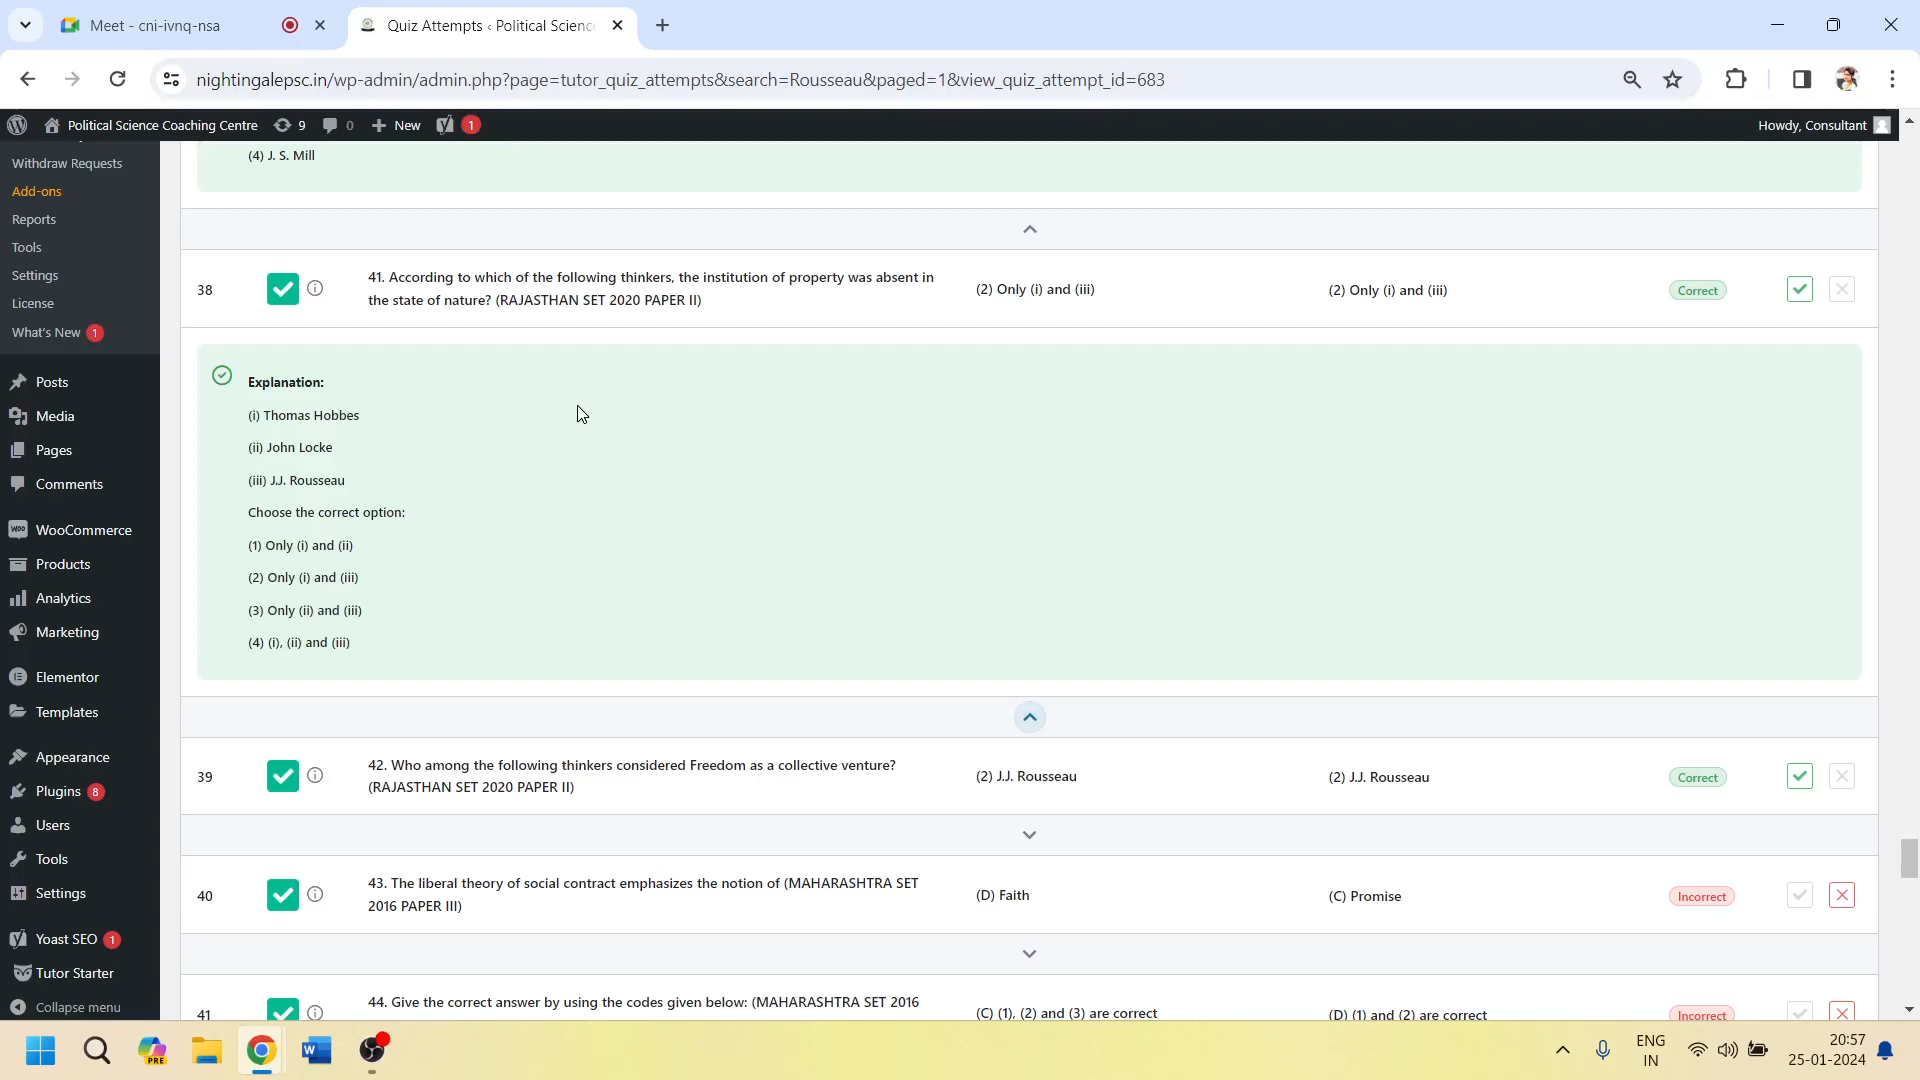 Meet - cni-ivnq-nsa
Quiz Attempts ‹ Political Science
nightingalepsc.in/wp-admin/admin.php?page=tutor_quiz_attempts&search=Rousseau&paged=1&view_quiz_attempt_id=683
Political Science Coaching Centre 9 0 New 1 Howdy, Consultant
Withdraw Requests
Add-ons
Reports
Tools
Settings
License
What's New 1
Posts
Media
Pages
Comments
WooCommerce
Products
Analytics
Marketing
Elementor
Templates
Appearance
Plugins 8
Users
Tools
Settings
Yoast SEO 1
Tutor Starter
Collapse menu
(4) J. S. Mill
38 41. According to which of the following thinkers, the institution of property was absent in (2) Only (i) and (iii) (2) Only (i) and (iii) Correct
the state of nature? (RAJASTHAN SET 2020 PAPER II)
Explanation:
(i) Thomas Hobbes
(ii) John Locke
(iii) J.J. Rousseau
Choose the correct option:
(1) Only (i) and (ii)
(2) Only (i) and (iii)
(3) Only (ii) and (iii)
(4) (i), (ii) and (iii)
39 42. Who among the following thinkers considered Freedom as a collective venture? (2) J.J. Rousseau (2) J.J. Rousseau Correct
(RAJASTHAN SET 2020 PAPER II)
40 43. The liberal theory of social contract emphasizes the notion of (MAHARASHTRA SET (D) Faith (C) Promise Incorrect
2016 PAPER III)
41 44. Give the correct answer by using the codes given below: (MAHARASHTRA SET 2016 (C) (1), (2) and (3) are correct (D) (1) and (2) are correct Incorrect
PRE
ENG
IN
20:57
25-01-2024